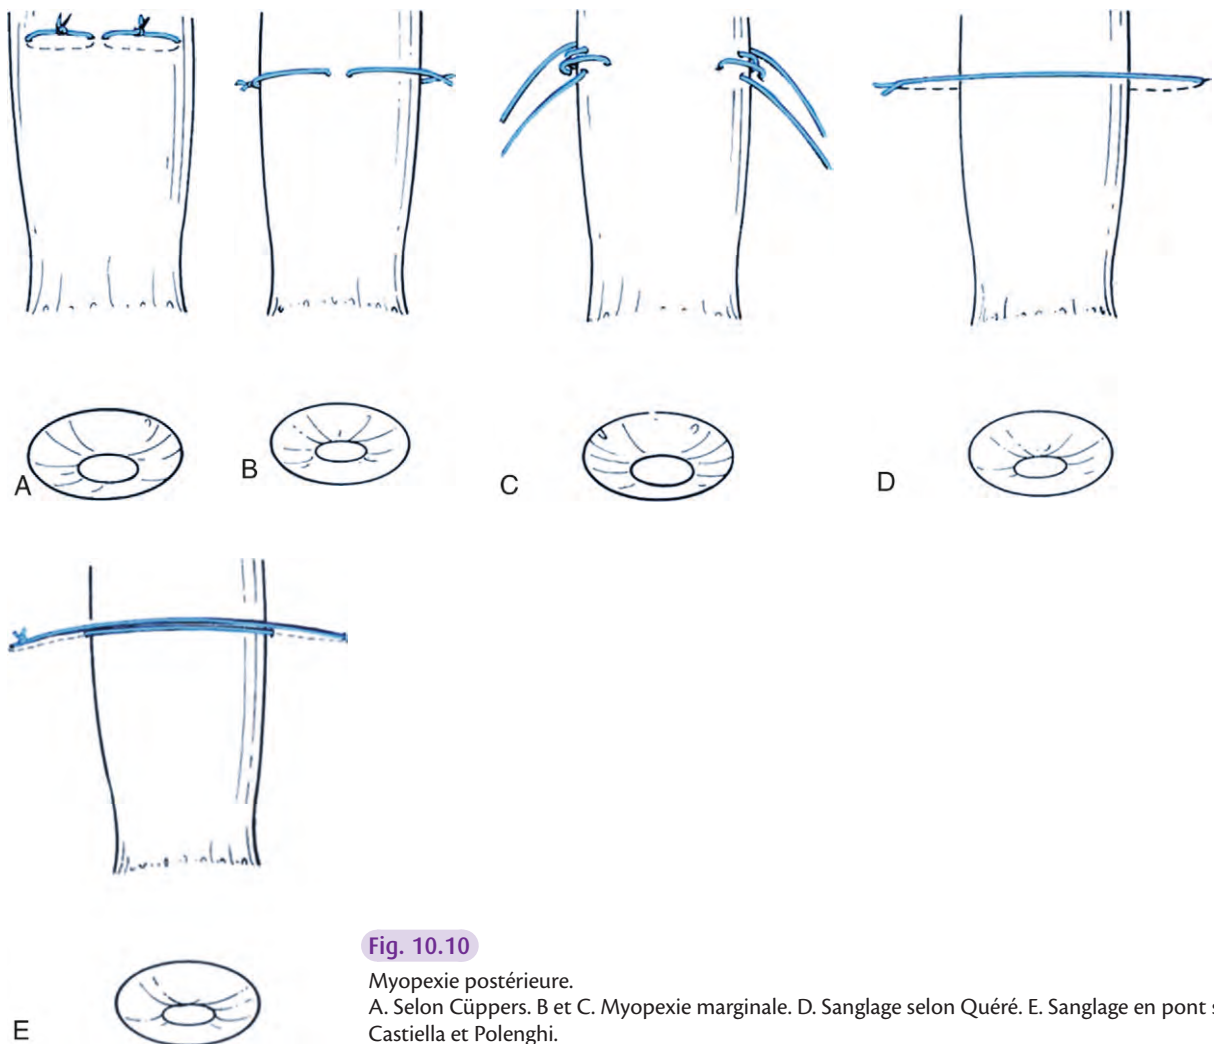 A
B
C
D
E
Fig. 10.10
Myopexie postérieure.
A. Selon Cüppers. B et C. Myopexie marginale. D. Sanglage selon Quéré. E. Sanglage en pont
Castiella et Polenghi.